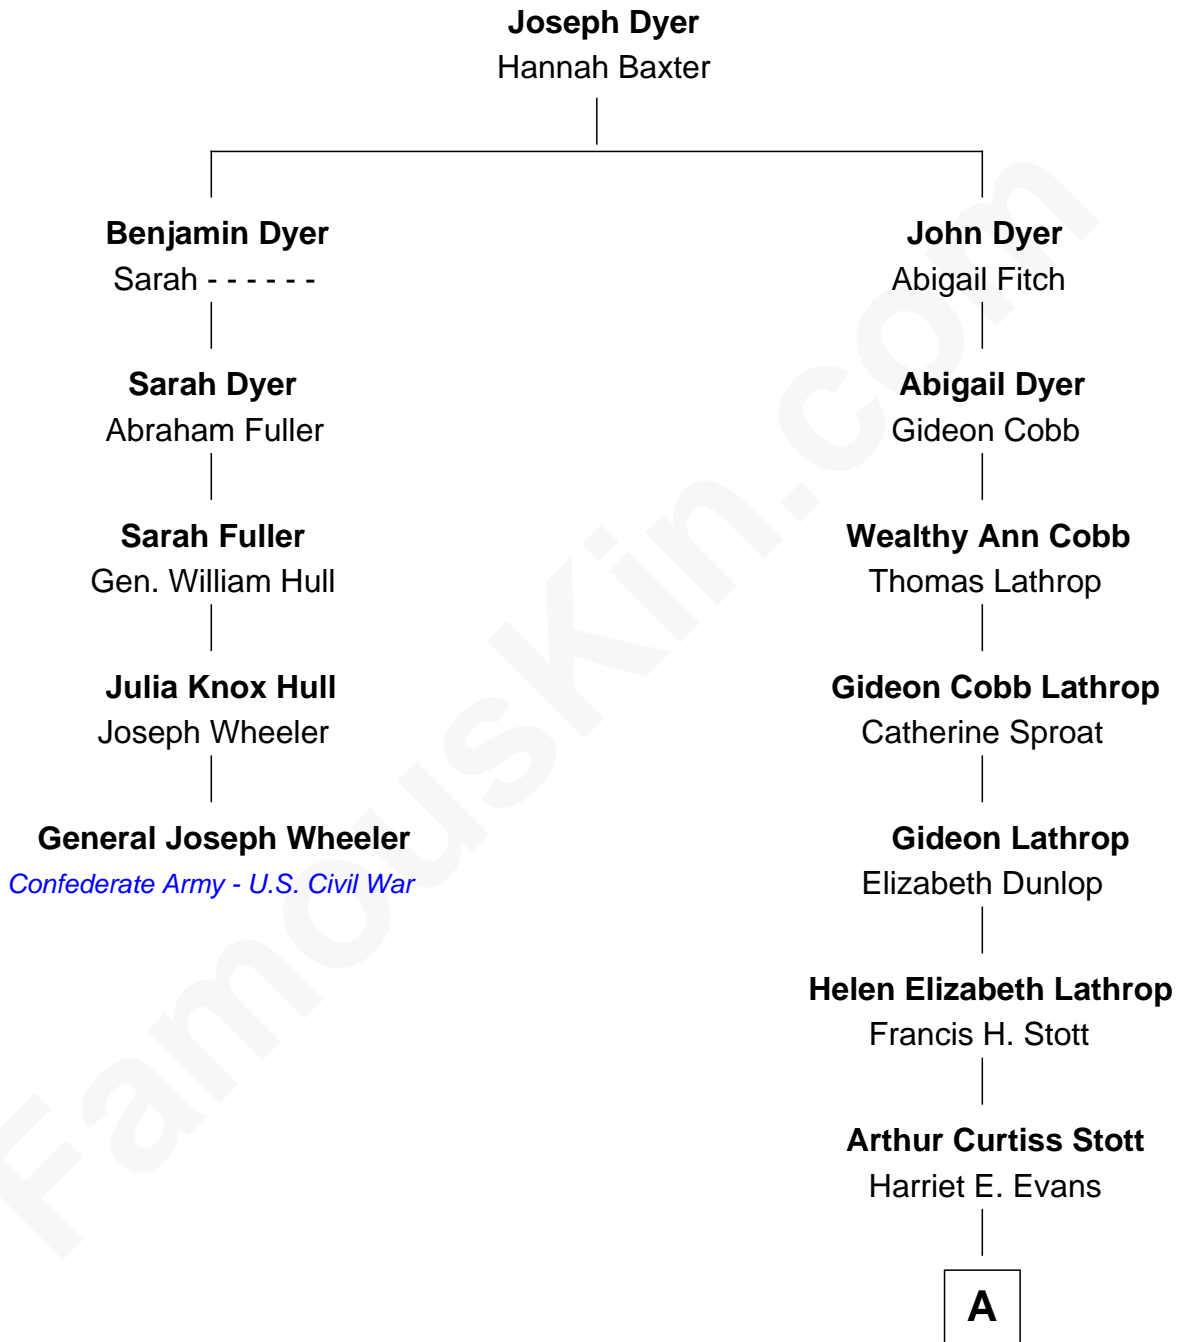 Joseph Dyer
Hannah Baxter
Benjamin Dyer
Sarah - - - - - -
John Dyer
Abigail Fitch
Sarah Dyer
Abraham Fuller
Abigail Dyer
Gideon Cobb
Sarah Fuller
Gen. William Hull
Wealthy Ann Cobb
Thomas Lathrop
Julia Knox Hull
Joseph Wheeler
Gideon Cobb Lathrop
Catherine Sproat
General Joseph Wheeler
Confederate Army - U.S. Civil War
Gideon Lathrop
Elizabeth Dunlop
Helen Elizabeth Lathrop
Francis H. Stott
Arthur Curtiss Stott
Harriet E. Evans
A
FamousKin.com